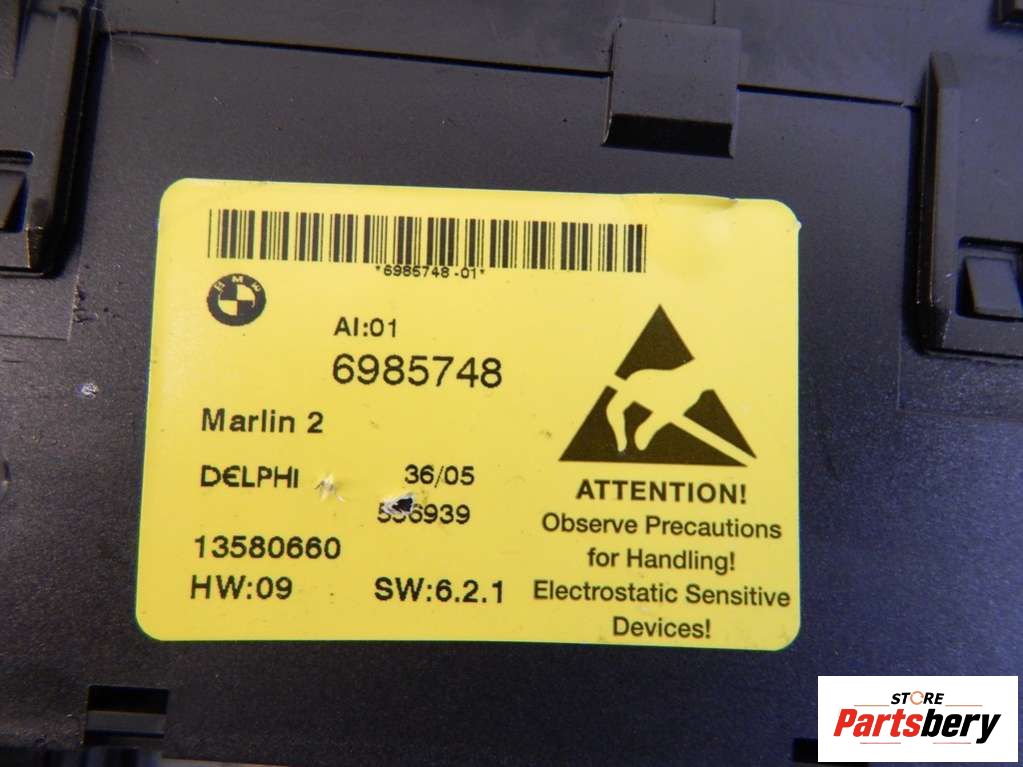 *6985748-01*
BMW
AI:01
6985748
Marlin 2
DELPHI 36/05
13580660
HW:09 SW:6.2.1
ATTENTION!
Observe Precautions
for Handling!
Electrostatic Sensitive
Devices!
STORE
Partsbery